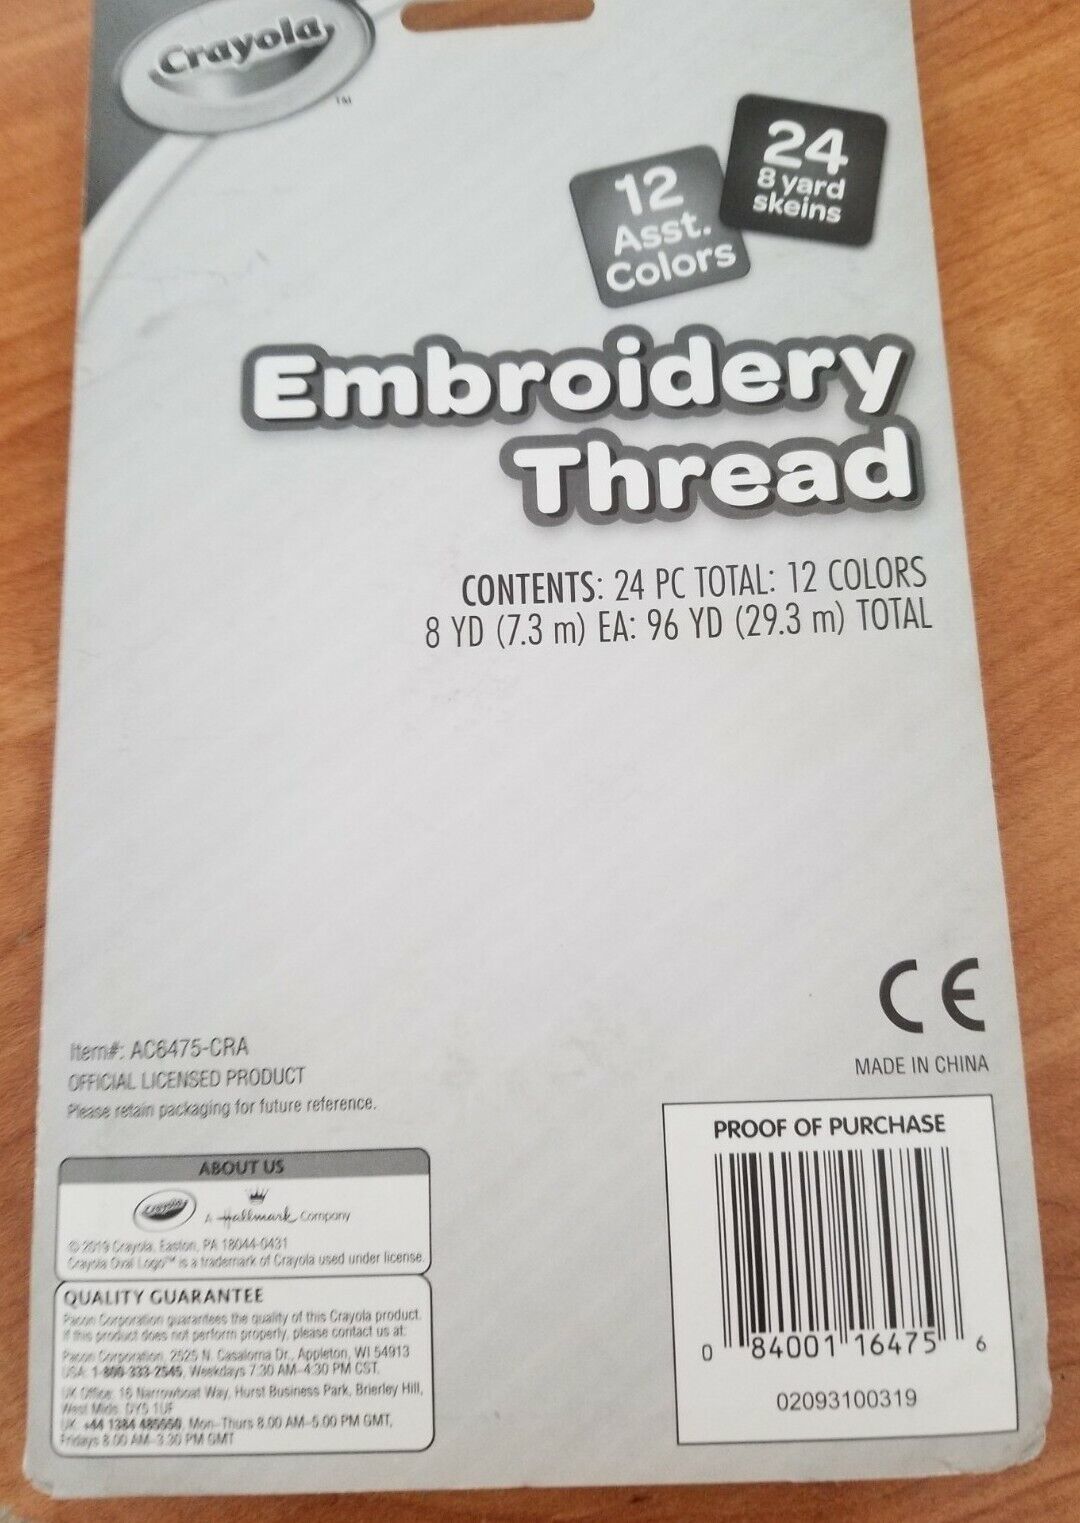 Crayola
TM
24
8 yard
skeins
12
Asst.
Colors
Embroidery
Thread
CONTENTS: 24 PC TOTAL: 12 COLORS
8 YD (7.3 m) EA: 96 YD (29.3 m) TOTAL
CE
MADE IN CHINA
Item#: AC6475-CRA
OFFICIAL LICENSED PRODUCT
Please retain packaging for future reference.
ABOUT US
Crayola
A Hallmark Company
© 2019 Crayola, Easton, PA 18044-0431
Crayola Oval Logo™ is a trademark of Crayola used under license.
QUALITY GUARANTEE
Pacon Corporation guarantees the quality of this Crayola product.
If this product does not perform properly, please contact us at:
Pacon Corporation, 2525 N. Casaloma Dr., Appleton, WI 54913
USA: 1-800-333-2545, Weekdays 7:30 AM-4:30 PM CST.
UK Office: 16 Narrowboat Way, Hurst Business Park, Brierley Hill,
West Mids. DY5 1UF
UK: +44 1384 485550, Mon-Thurs 8:00 AM-5:00 PM GMT,
Fridays 8:00 AM-3:30 PM GMT
PROOF OF PURCHASE
0 84001 16475 6
02093100319